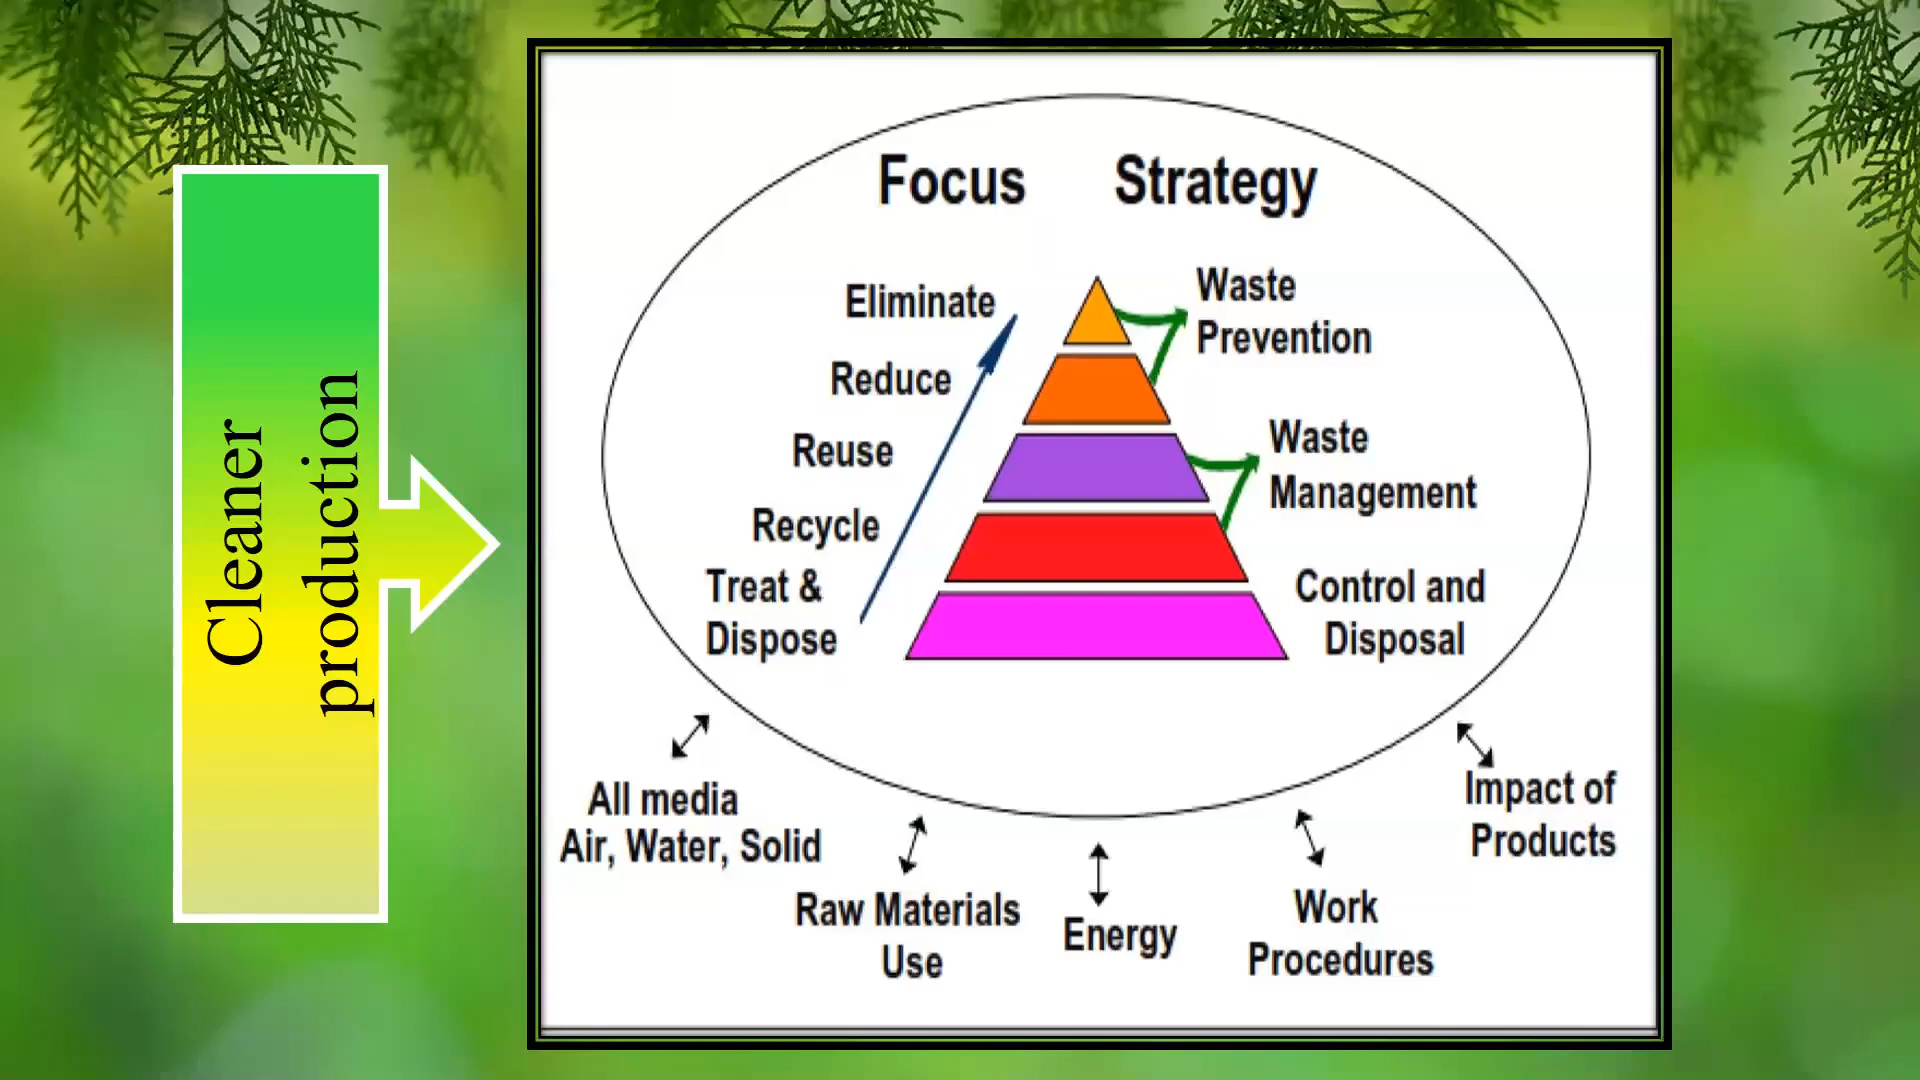 Cleaner
production
Focus
Strategy
Eliminate
Reduce
Reuse
Recycle
Treat &
Dispose
Waste
Prevention
Waste
Management
Control and
Disposal
All media
Air, Water, Solid
Raw Materials
Use
Energy
Work
Procedures
Impact of
Products